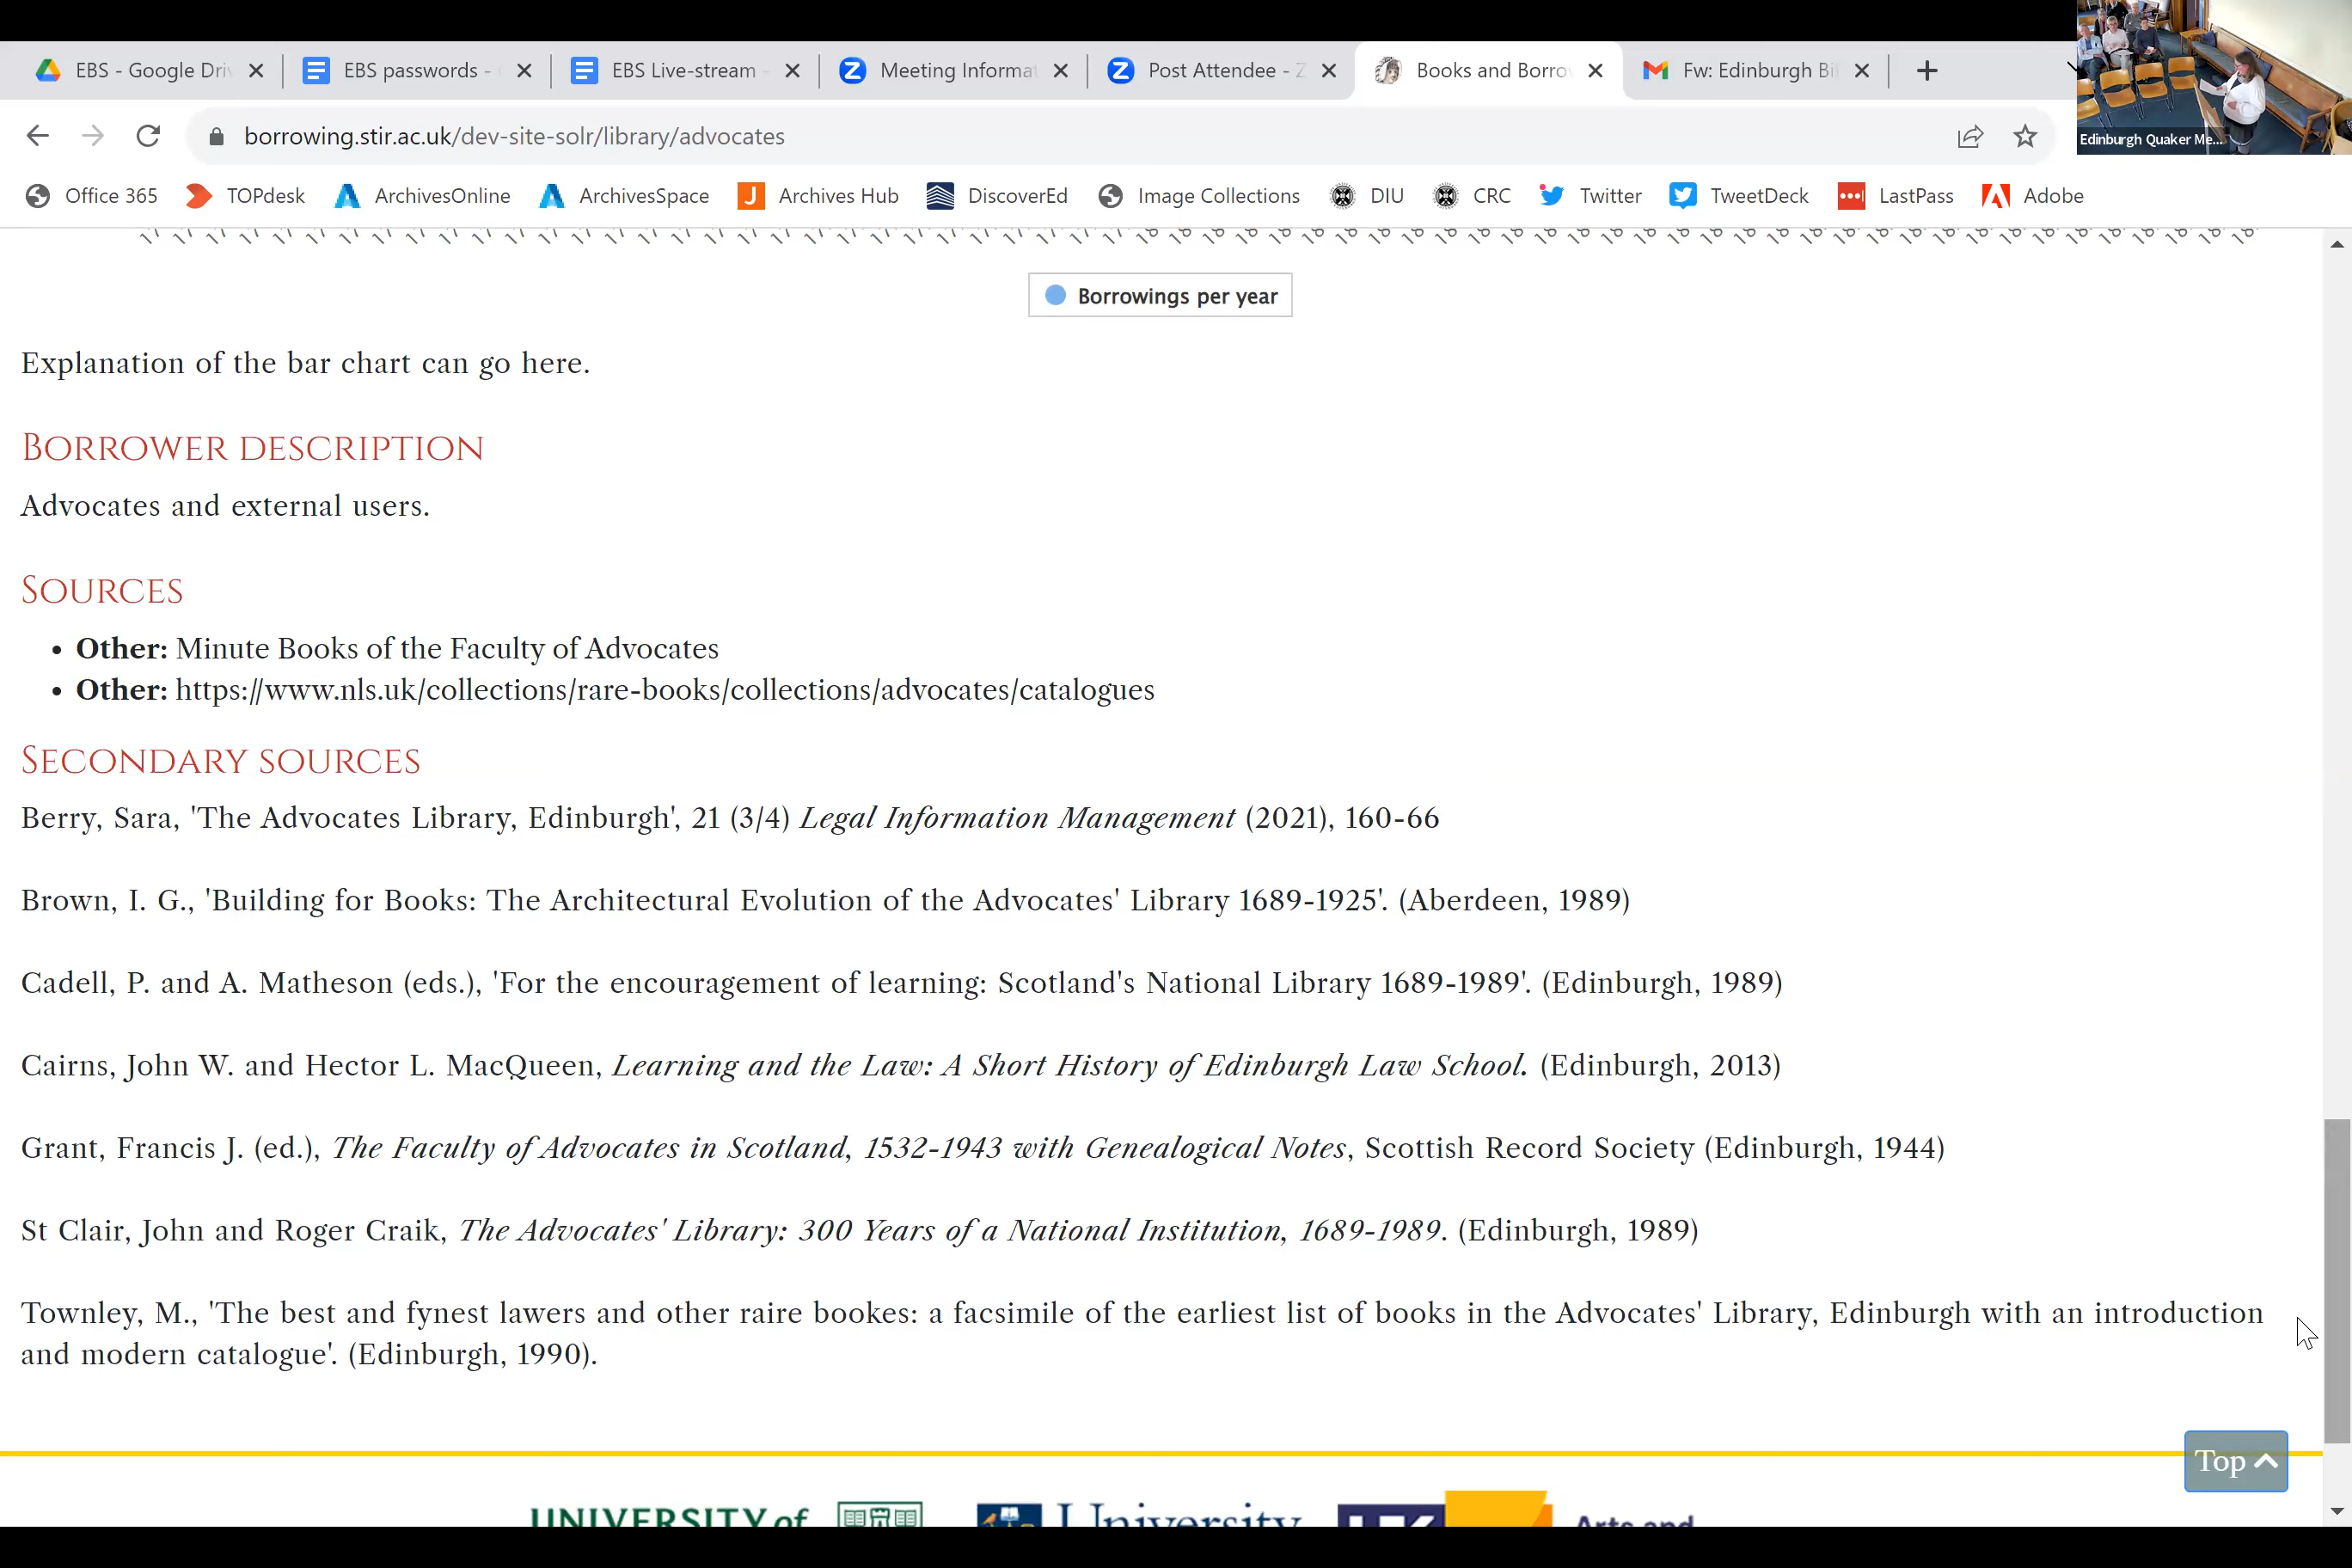 EBS - Google Dri
EBS passwords -
EBS Live-stream -
Meeting Informa
Post Attendee - Z
Books and Borro
Fw: Edinburgh Bi
borrowing.stir.ac.uk/dev-site-solr/library/advocates
Edinburgh Quaker Me...
Office 365
TOPdesk
ArchivesOnline
ArchivesSpace
Archives Hub
DiscoverEd
Image Collections
DIU
CRC
Twitter
TweetDeck
LastPass
Adobe
Borrowings per year
Explanation of the bar chart can go here.
Borrower description
Advocates and external users.
Sources
• Other: Minute Books of the Faculty of Advocates
• Other: https://www.nls.uk/collections/rare-books/collections/advocates/catalogues
Secondary sources
Berry, Sara, 'The Advocates Library, Edinburgh', 21 (3/4) Legal Information Management (2021), 160-66
Brown, I. G., 'Building for Books: The Architectural Evolution of the Advocates' Library 1689-1925'. (Aberdeen, 1989)
Cadell, P. and A. Matheson (eds.), 'For the encouragement of learning: Scotland's National Library 1689-1989'. (Edinburgh, 1989)
Cairns, John W. and Hector L. MacQueen, Learning and the Law: A Short History of Edinburgh Law School. (Edinburgh, 2013)
Grant, Francis J. (ed.), The Faculty of Advocates in Scotland, 1532-1943 with Genealogical Notes, Scottish Record Society (Edinburgh, 1944)
St Clair, John and Roger Craik, The Advocates' Library: 300 Years of a National Institution, 1689-1989. (Edinburgh, 1989)
Townley, M., 'The best and fynest lawers and other raire bookes: a facsimile of the earliest list of books in the Advocates' Library, Edinburgh with an introduction
and modern catalogue'. (Edinburgh, 1990).
Top
UNIVERSITY of
University
Arts and